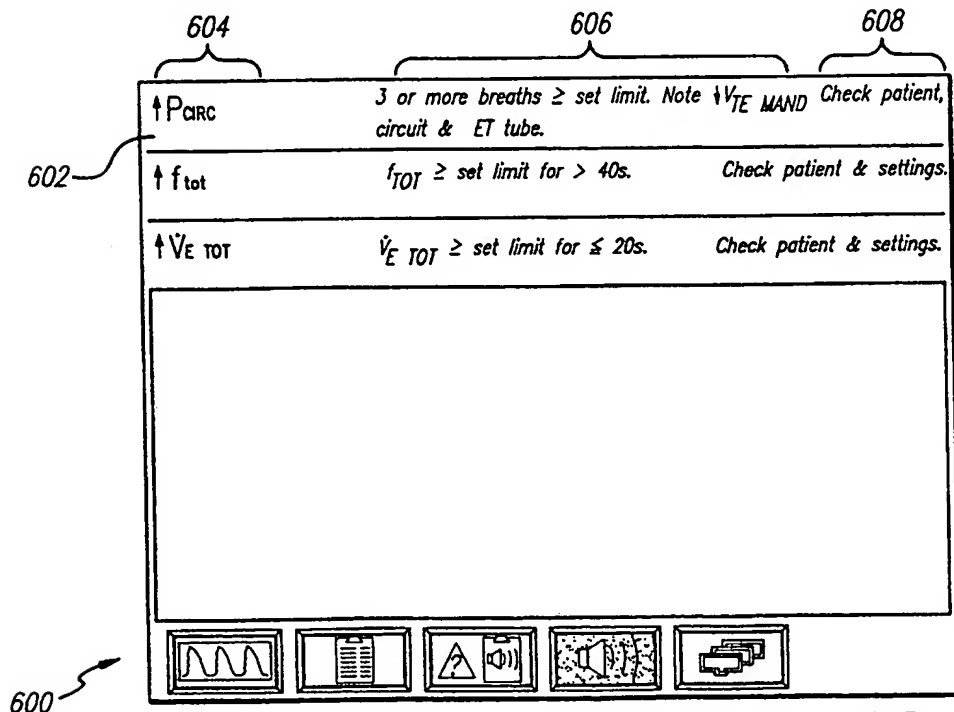 604 606 608
↑PCIRC 3 or more breaths ≥ set limit. Note ↓VTE MAND Check patient,
circuit & ET tube.
602
↑ftot fTOT ≥ set limit for > 40s. Check patient & settings.
↑V̇E TOT V̇E TOT ≥ set limit for ≤ 20s. Check patient & settings.
?
600